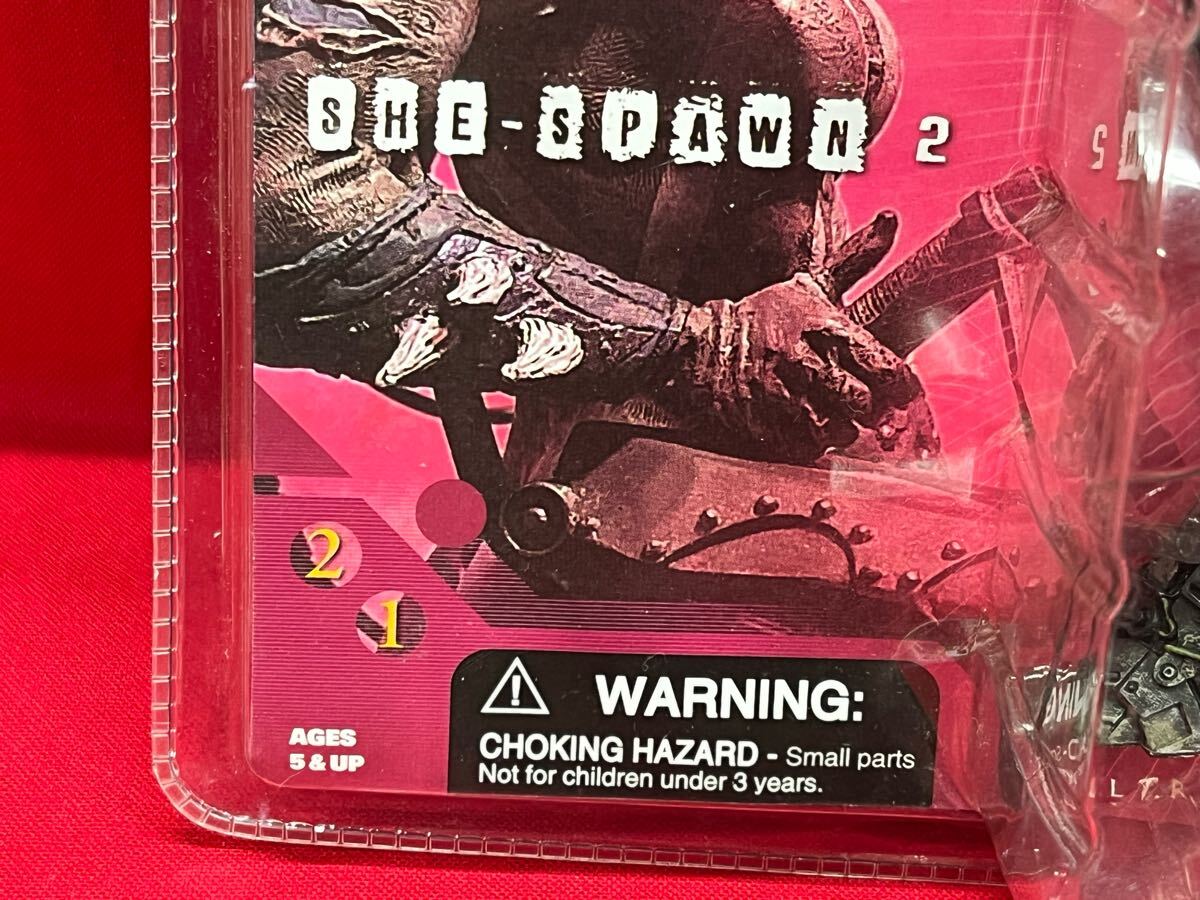 SHE-SPAWN 2
2
1
AGES
5 & UP
WARNING:
CHOKING HAZARD - Small parts
Not for children under 3 years.